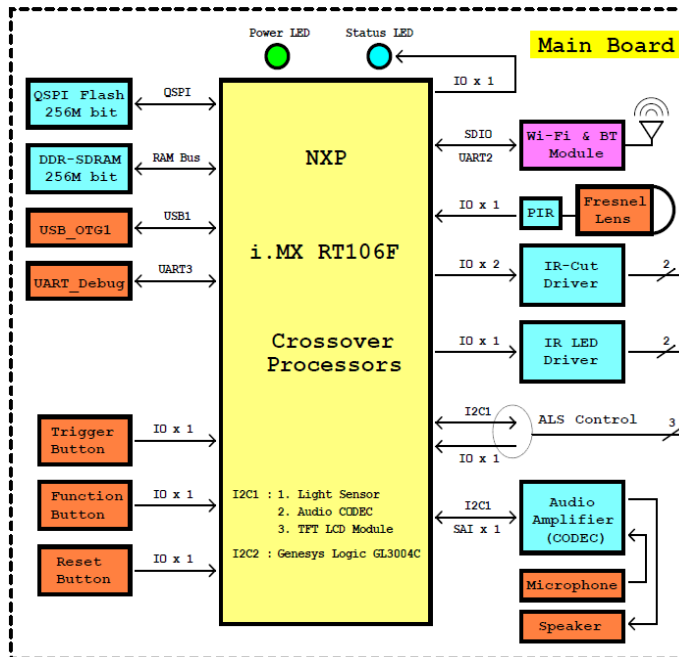 Power LED
Status LED
Main Board
QSPI Flash
256M bit
QSPI
IO x 1
DDR-SDRAM
256M bit
RAM Bus
NXP
SDIO
UART2
Wi-Fi & BT
Module
USB_OTG1
USB1
IO x 1
PIR
Fresnel
Lens
UART_Debug
UART3
i.MX RT106F
IO x 2
IR-Cut
Driver
2
Crossover
Processors
IO x 1
IR LED
Driver
2
Trigger
Button
IO x 1
I2C1
IO x 1
ALS Control
3
Function
Button
IO x 1
I2C1 : 1. Light Sensor
2. Audio CODEC
3. TFT LCD Module
I2C2 : Genesys Logic GL3004C
I2C1
SAI x 1
Audio
Amplifier
(CODEC)
Reset
Button
IO x 1
Microphone
Speaker